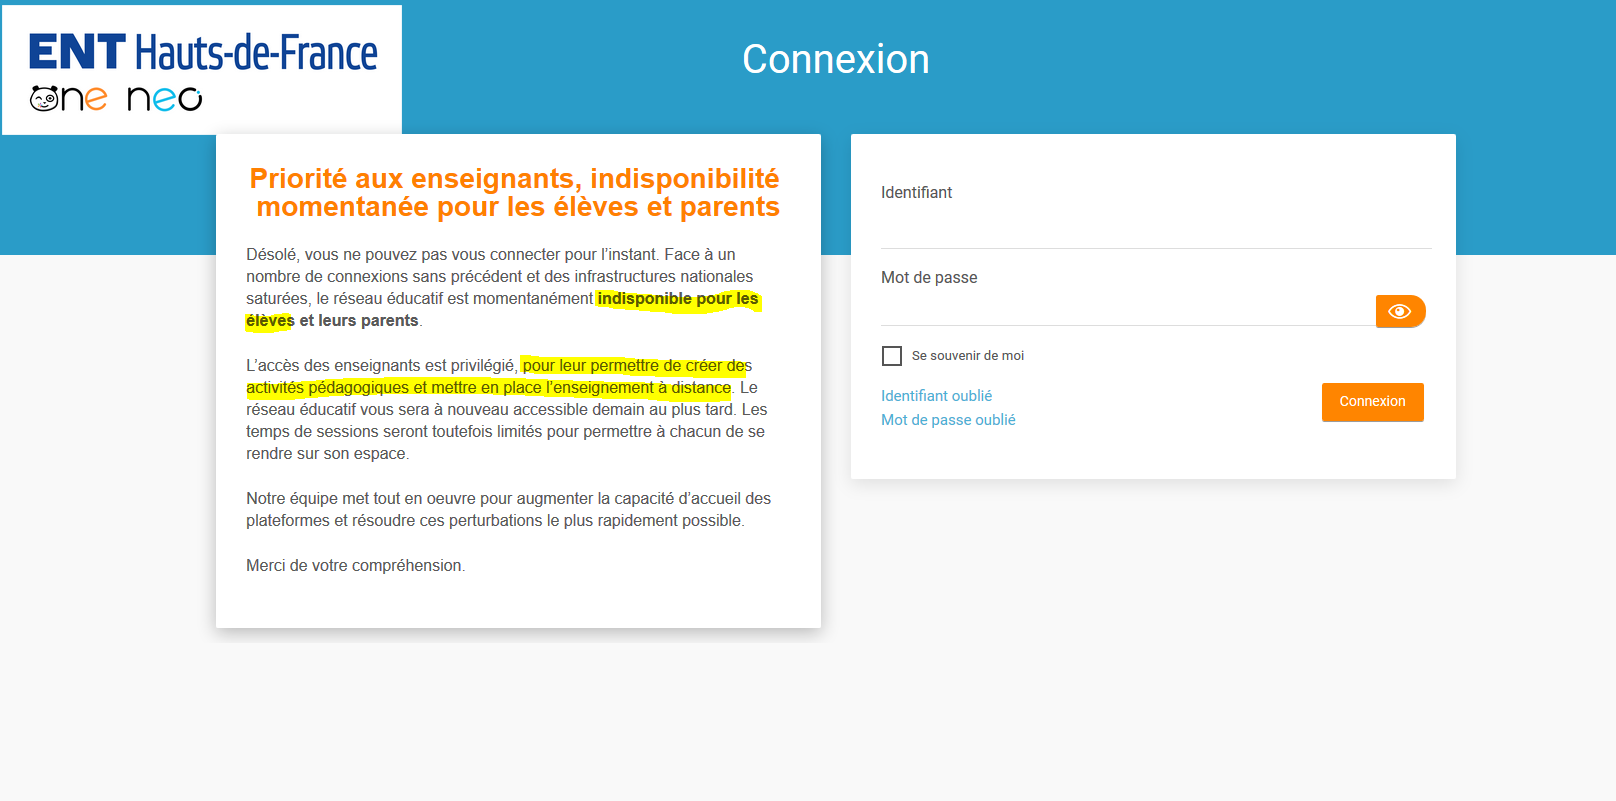 ENT Hauts-de-France
one neo
Connexion
Priorité aux enseignants, indisponibilité
momentanée pour les élèves et parents
Désolé, vous ne pouvez pas vous connecter pour l’instant. Face à un
nombre de connexions sans précédent et des infrastructures nationales
saturées, le réseau éducatif est momentanément indisponible pour les
élèves et leurs parents.
L’accès des enseignants est privilégié, pour leur permettre de créer des
activités pédagogiques et mettre en place l’enseignement à distance. Le
réseau éducatif vous sera à nouveau accessible demain au plus tard. Les
temps de sessions seront toutefois limités pour permettre à chacun de se
rendre sur son espace.
Notre équipe met tout en oeuvre pour augmenter la capacité d’accueil des
plateformes et résoudre ces perturbations le plus rapidement possible.
Merci de votre compréhension.
Identifiant
Mot de passe
Se souvenir de moi
Identifiant oublié
Mot de passe oublié
Connexion